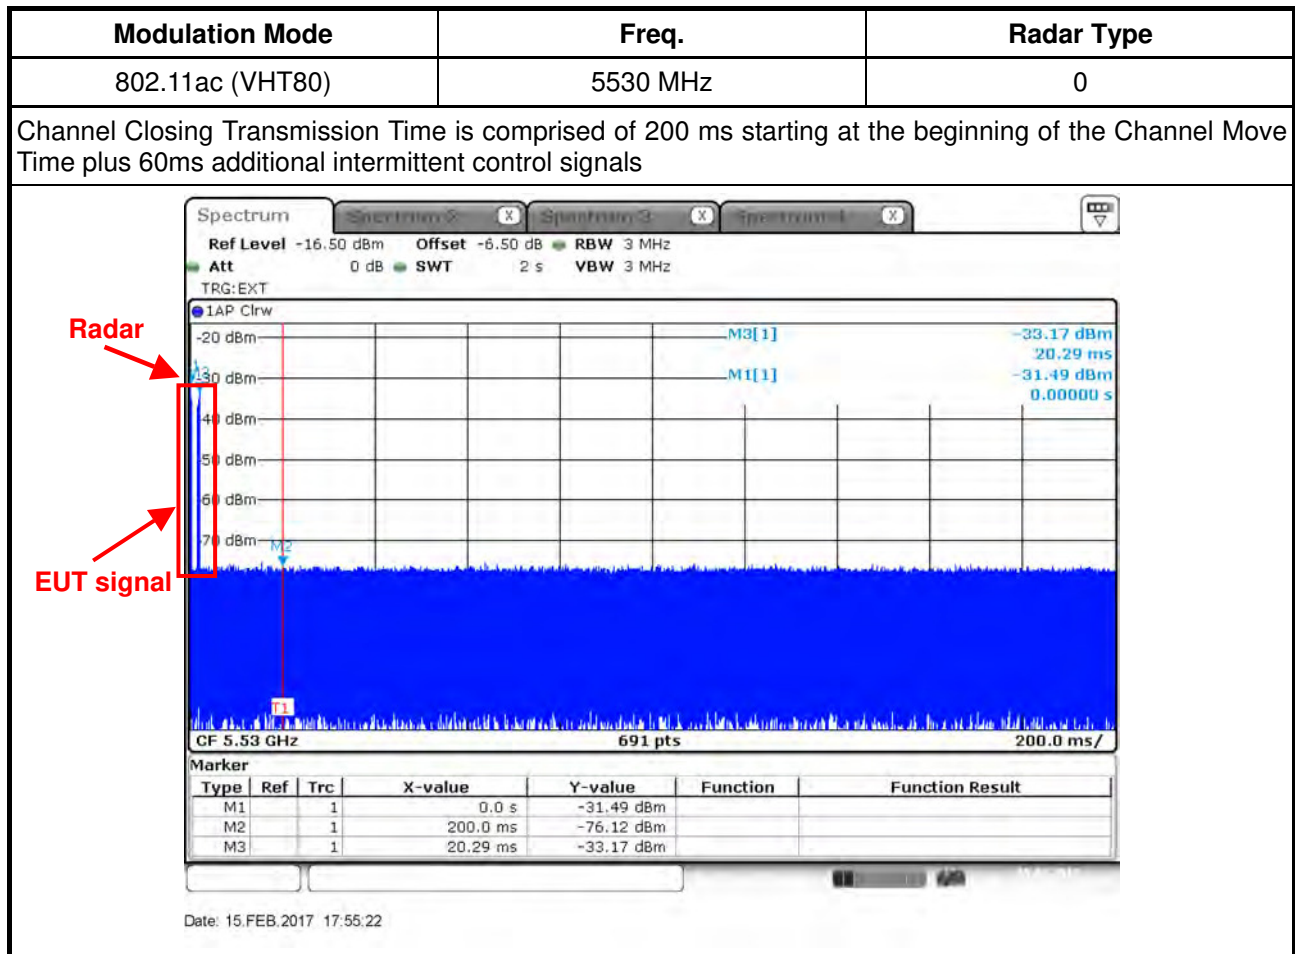 Modulation Mode Freq. Radar Type
802.11ac (VHT80) 5530 MHz 0
Channel Closing Transmission Time is comprised of 200 ms starting at the beginning of the Channel Move
Time plus 60ms additional intermittent control signals
Spectrum Spectrum 2 X Spectrum 3 X Spectrum 4 X
Ref Level -16.50 dBm Offset -6.50 dB RBW 3 MHz
Att 0 dB SWT 2 s VBW 3 MHz
TRG:EXT
1AP Clrw
Radar
-20 dBm M3[1] -33.17 dBm
20.29 ms
-30 dBm M1[1] -31.49 dBm
0.00000 s
-40 dBm
-50 dBm
-60 dBm
-70 dBm M2
EUT signal
T1
CF 5.53 GHz 691 pts 200.0 ms/
Marker
Type Ref Trc X-value Y-value Function Function Result
M1 1 0.0 s -31.49 dBm
M2 1 200.0 ms -76.12 dBm
M3 1 20.29 ms -33.17 dBm
Date: 15.FEB.2017 17:55:22